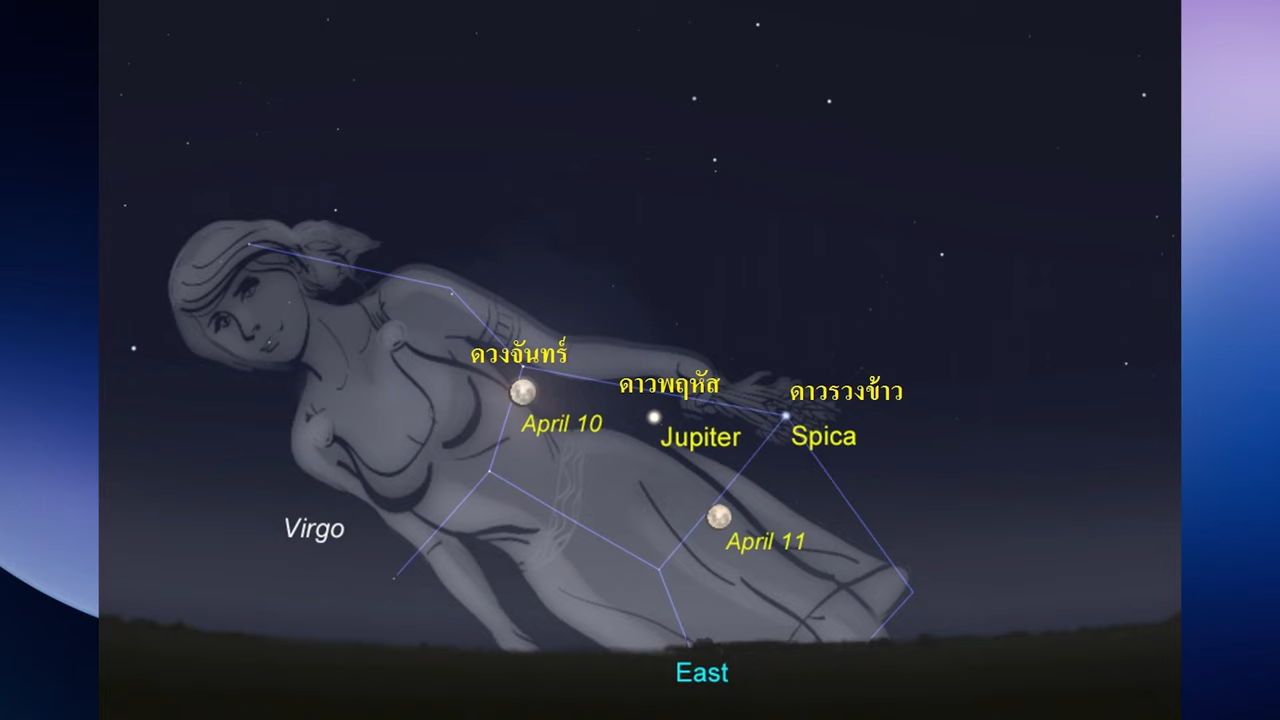 ดวงจันทร์
April 10
ดาวพฤหัส
Jupiter
ดาวรวงข้าว
Spica
Virgo
April 11
East